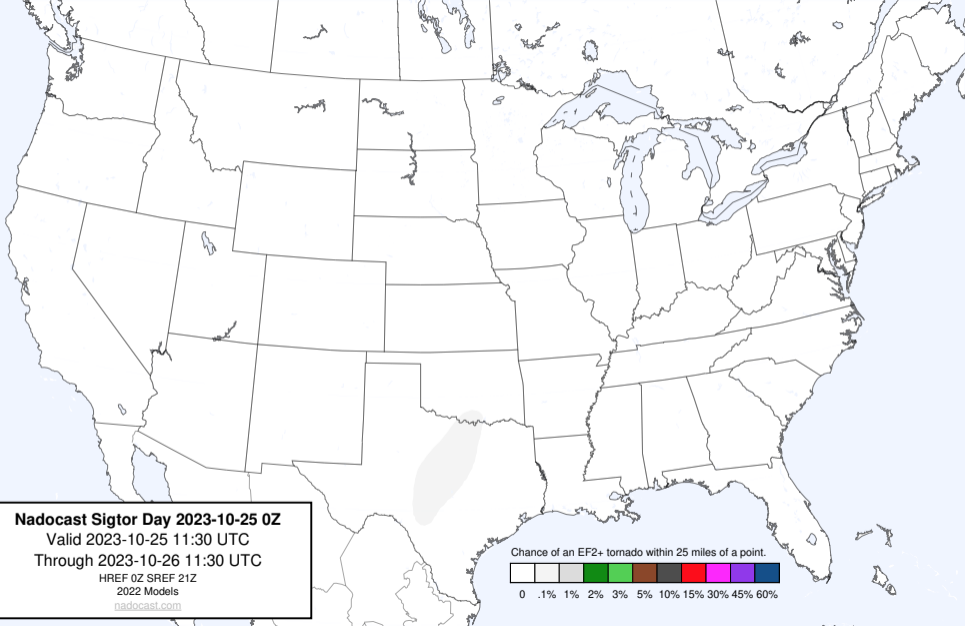 Nadocast Sigtor Day 2023-10-25 0Z
Valid 2023-10-25 11:30 UTC
Through 2023-10-26 11:30 UTC
HREF 0Z SREF 21Z
2022 Models
nadocast.com
Chance of an EF2+ tornado within 25 miles of a point.
0 .1% 1% 2% 3% 5% 10% 15% 30% 45% 60%